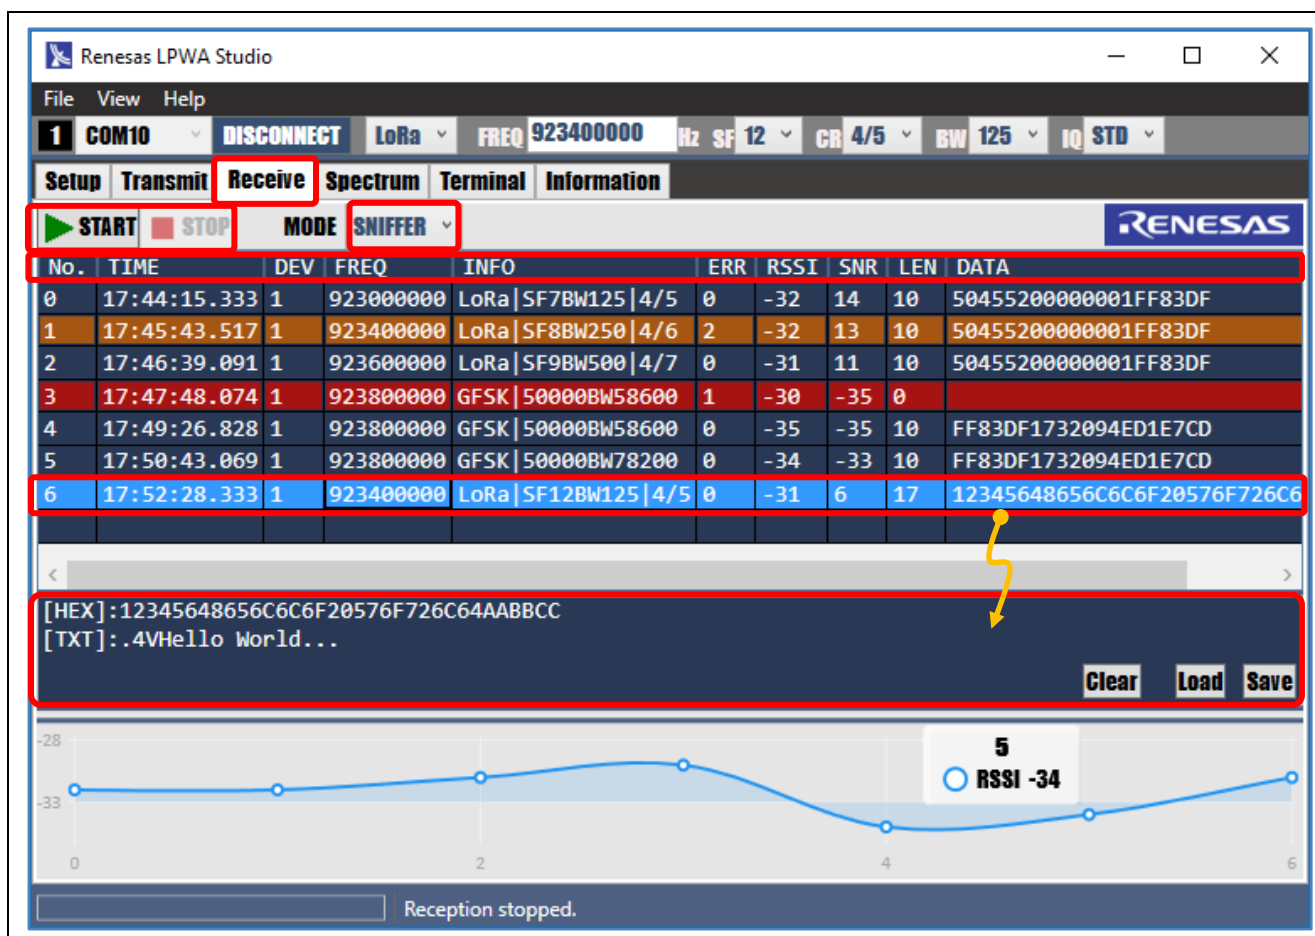 Renesas LPWA Studio
File View Help
1 COM10 DISCONNECT LoRa FREQ 923400000 Hz SF 12 CR 4/5 BW 125 IQ STD
Setup Transmit Receive Spectrum Terminal Information
START STOP MODE SNIFFER RENESAS
No. TIME DEV FREQ INFO ERR RSSI SNR LEN DATA
0 17:44:15.333 1 923000000 LoRa|SF7BW125|4/5 0 -32 14 10 50455200000001FF83DF
1 17:45:43.517 1 923400000 LoRa|SF8BW250|4/6 2 -32 13 10 50455200000001FF83DF
2 17:46:39.091 1 923600000 LoRa|SF9BW500|4/7 0 -31 11 10 50455200000001FF83DF
3 17:47:48.074 1 923800000 GFSK|50000BW58600 1 -30 -35 0
4 17:49:26.828 1 923800000 GFSK|50000BW58600 0 -35 -35 10 FF83DF1732094ED1E7CD
5 17:50:43.069 1 923800000 GFSK|50000BW78200 0 -34 -33 10 FF83DF1732094ED1E7CD
6 17:52:28.333 1 923400000 LoRa|SF12BW125|4/5 0 -31 6 17 12345648656C6C6F20576F726C6
[HEX]:12345648656C6C6F20576F726C64AABBCC
[TXT]:.4VHello World...
Clear Load Save
-28
5
RSSI -34
-33
0 2 4 6
Reception stopped.